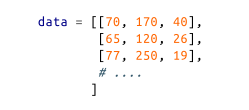 data = [[70, 170, 40],
[65, 120, 26],
[77, 250, 19],
# ....
]